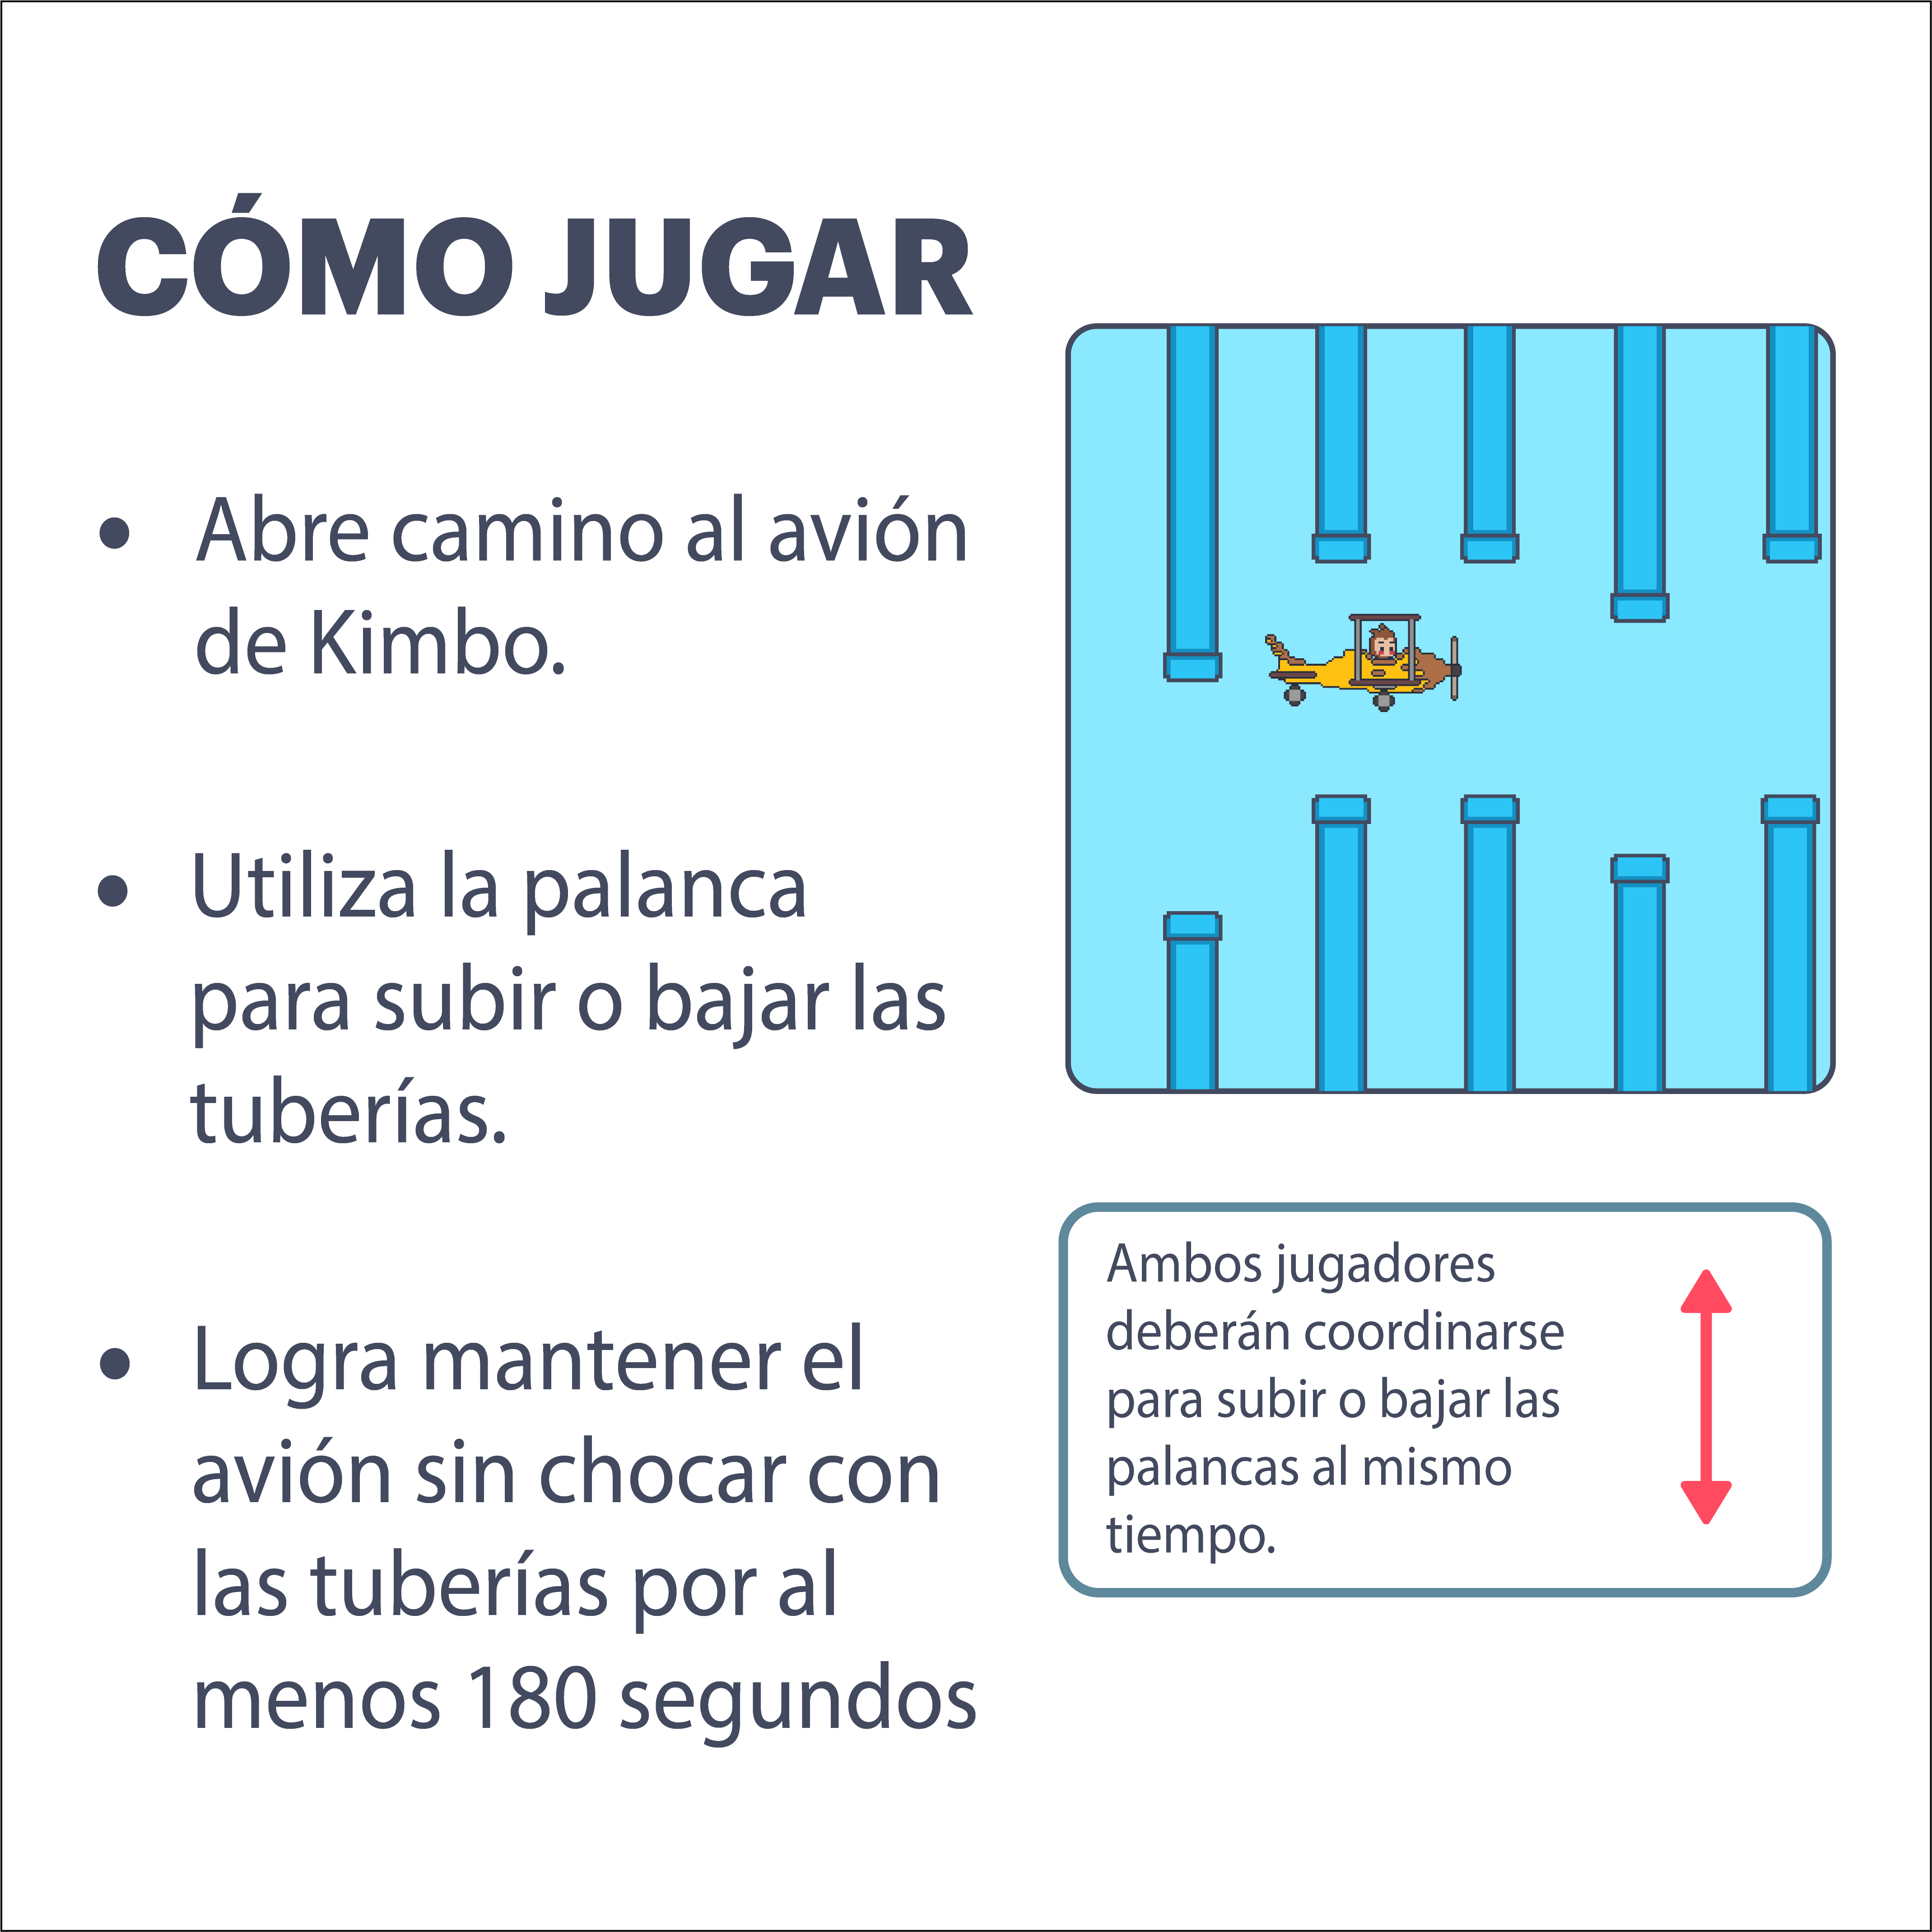 CÓMO JUGAR
• Abre camino al avión
de Kimbo.
• Utiliza la palanca
para subir o bajar las
tuberías.
• Logra mantener el
avión sin chocar con
las tuberías por al
menos 180 segundos
Ambos jugadores
deberán coordinarse
para subir o bajar las
palancas al mismo
tiempo.